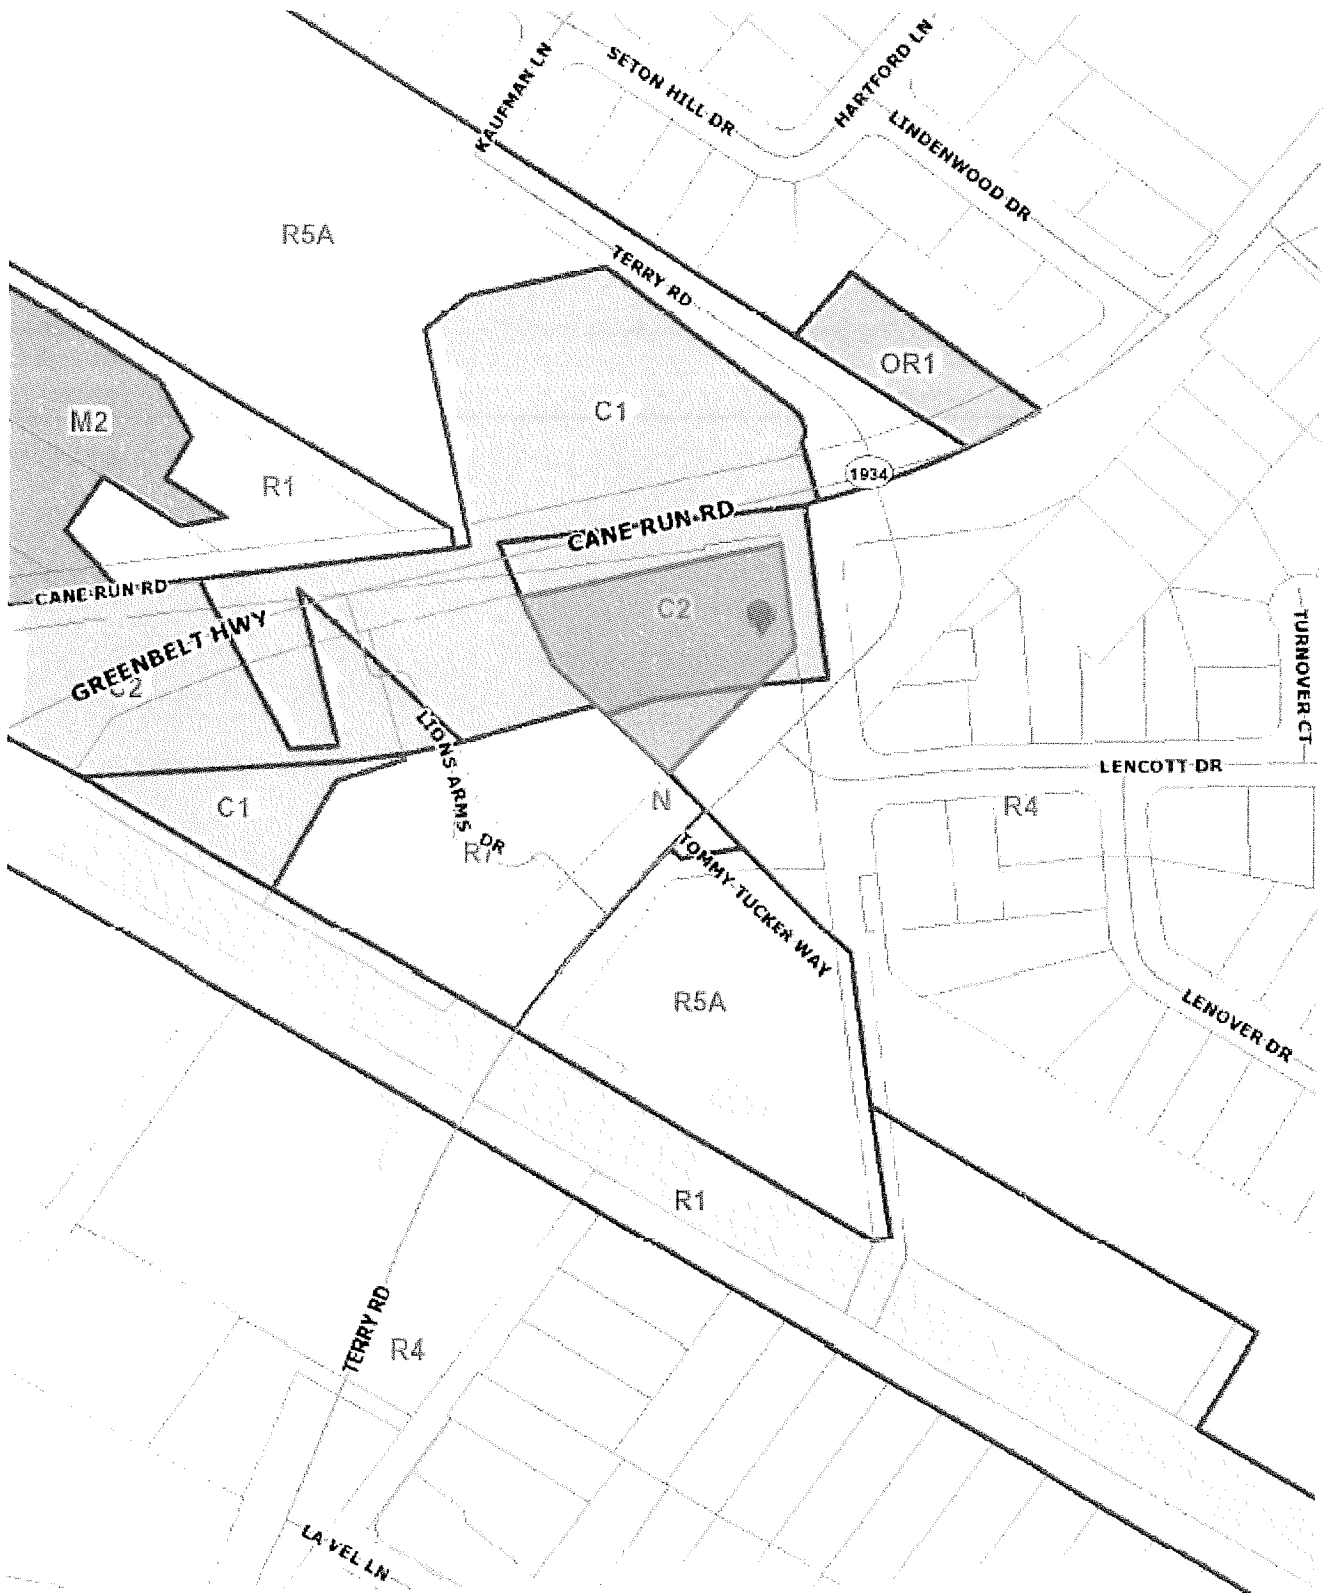 KAUFMAN LN
SETON HILL DR
HARTFORD LN
LINDENWOOD DR
R5A
TERRY RD
OR1
C1
M2
R1
1934
CANE RUN RD
CANE RUN RD
C2
GREENBELT HWY
C2
TURNOVER CT
LIONS ARMS DR
LENCOTT DR
N
C1
R4
R7
TOMMY TUCKER WAY
R5A
LENOVER DR
R1
TERRY RD
R4
LA VEL LN